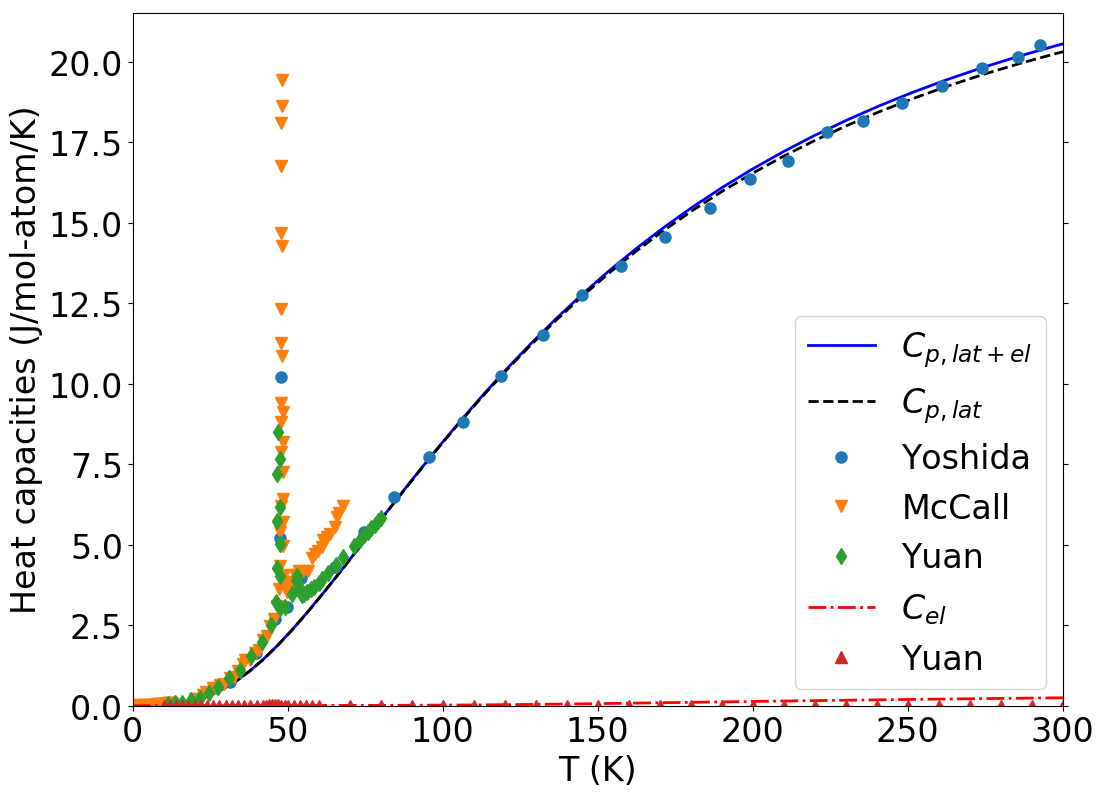 Heat capacities (J/mol-atom/K)
20.0
17.5
15.0
12.5
10.0
7.5
5.0
2.5
0.0
0 50 100 150 200 250 300
T (K)
C_{p, lat + el}
C_{p, lat}
Yoshida
McCall
Yuan
C_{el}
Yuan